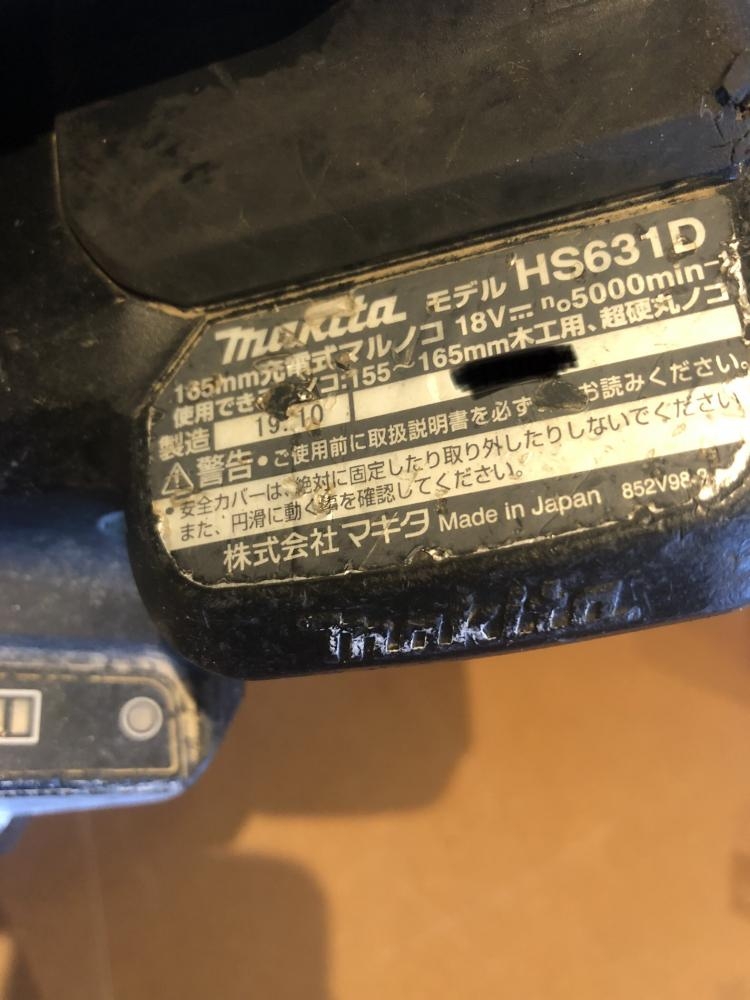 makita モデル HS631D
165mm充電式マルノコ 18V⎓ n₀5000min⁻¹
使用でき ノコ:155～165mm木工用、超硬丸ノコ
製造 19. 10
⚠警告・ご使用前に取扱説明書を必ず お読みください。
・安全カバーは、絶対に固定したり取り外したりしないでください。
また、円滑に動く を確認してください。
株式会社マキタ Made in Japan 852V98-
makita